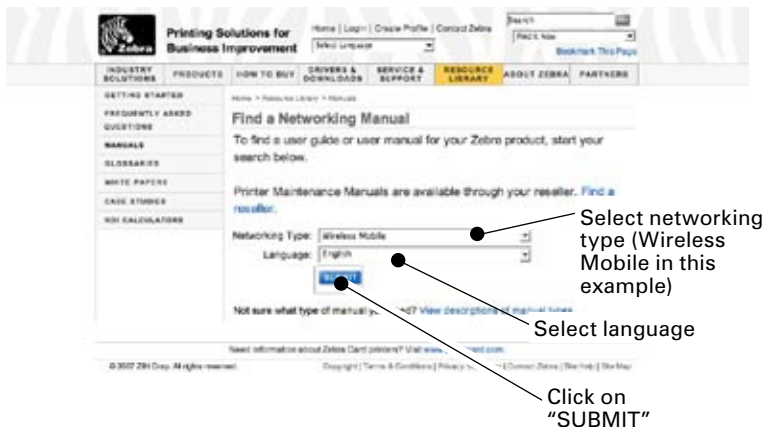 Zebra
Printing Solutions for
Business Improvement
Home | Login | Create Profile | Contact Zebra
Select Language
Search
Find It Now
Bookmark This Page
INDUSTRY SOLUTIONS
PRODUCTS
HOW TO BUY
DRIVERS & DOWNLOADS
SERVICE & SUPPORT
RESOURCE LIBRARY
ABOUT ZEBRA
PARTNERS
GETTING STARTED
FREQUENTLY ASKED
QUESTIONS
MANUALS
GLOSSARIES
WHITE PAPERS
CASE STUDIES
ROI CALCULATORS
Home > Resource Library > Manuals
Find a Networking Manual
To find a user guide or user manual for your Zebra product, start your
search below.
Printer Maintenance Manuals are available through your reseller. Find a
reseller.
Networking Type: Wireless Mobile
Language: English
SUBMIT
Not sure what type of manual you need? View descriptions of manual types.
Select networking
type (Wireless
Mobile in this
example)
Select language
Click on
“SUBMIT”
Need information about Zebra Card printers? Visit
© 2007 ZIH Corp. All rights reserved.
Copyright | Terms & Conditions | Privacy | Contact Zebra | Site Help | Site Map